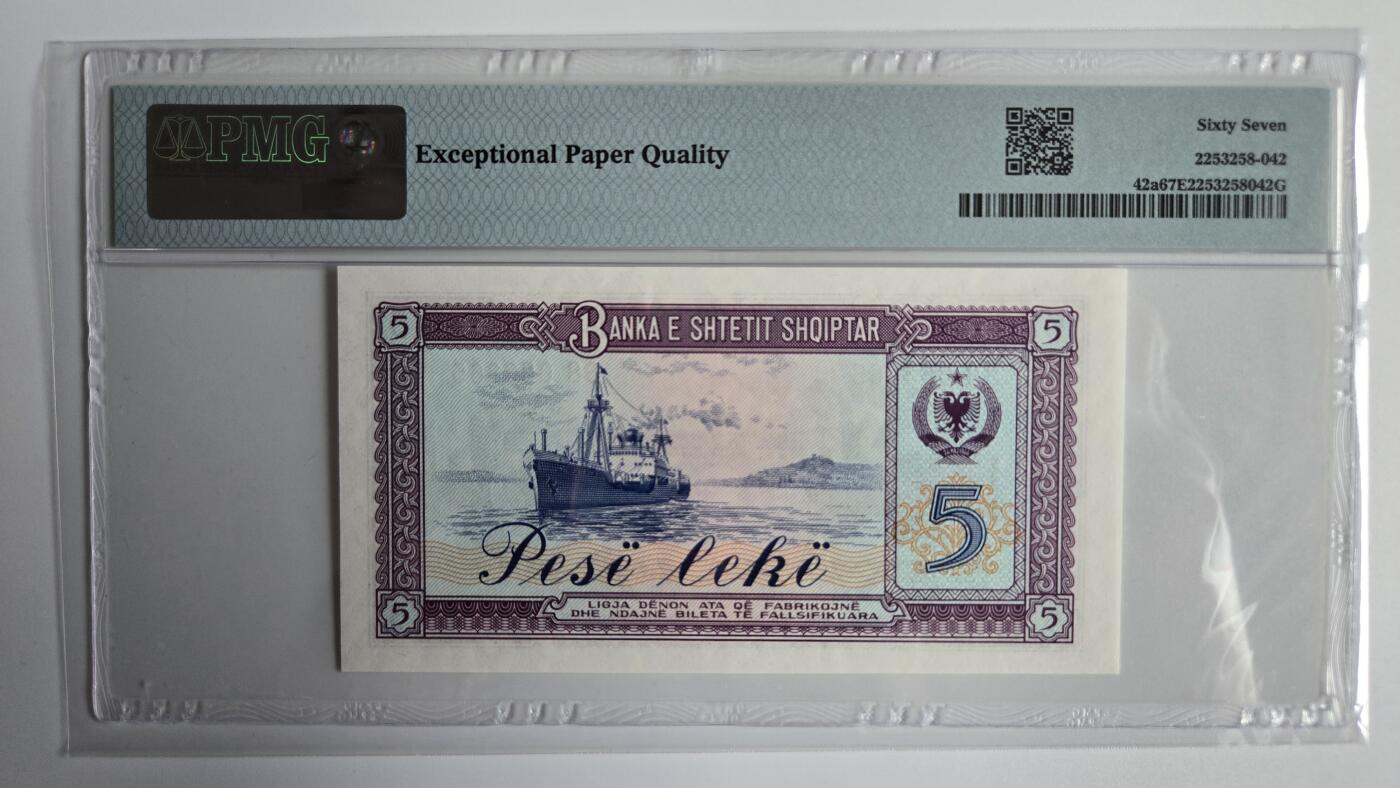 PMG
Exceptional Paper Quality
Sixty Seven
2253258-042
42a67E2253258042G
5
BANKA E SHTETIT SHQIPTAR
5
5
Pesë lekë
5
LIGJA DËNON ATA QË FABRIKOJNË
DHE NDAJNË BILETA TË FALLSIFIKUARA
5